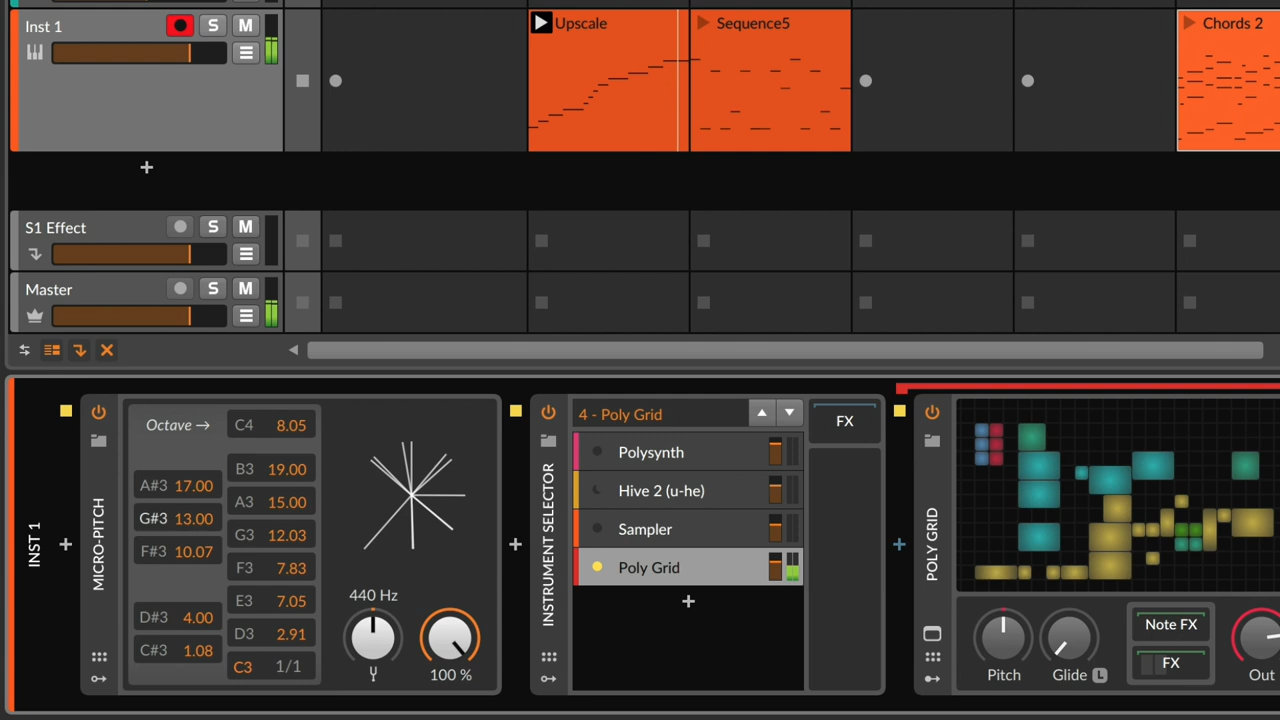 Inst 1
S
M
Upscale
Sequence5
Chords 2
S1 Effect
S
M
Master
S
M
INST 1
MICRO-PITCH
Octave →
C4 8.05
B3 19.00
A#3 17.00
A3 15.00
G#3 13.00
G3 12.03
F#3 10.07
F3 7.83
E3 7.05
D#3 4.00
D3 2.91
C#3 1.08
C3 1/1
440 Hz
100 %
INSTRUMENT SELECTOR
4 - Poly Grid
Polysynth
Hive 2 (u-he)
Sampler
Poly Grid
FX
POLY GRID
Pitch
Glide L
Note FX
FX
Out